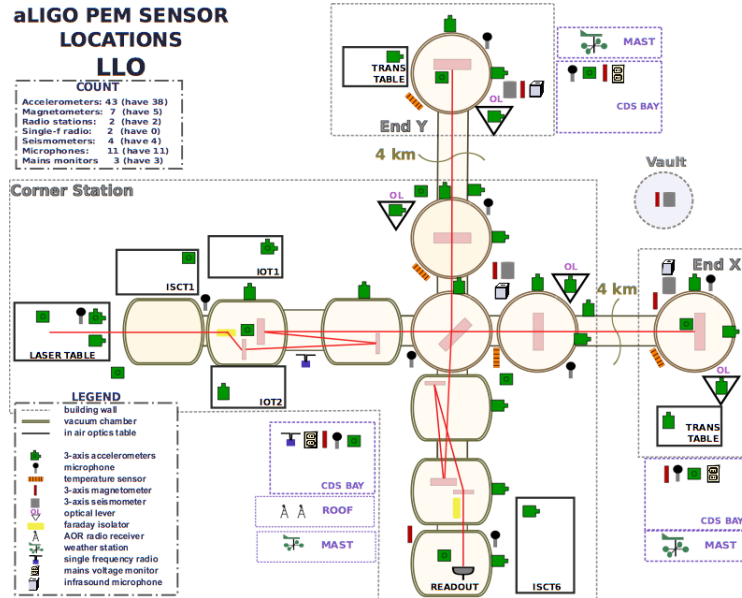 aLIGO PEM SENSOR
LOCATIONS
LLO
COUNT
Accelerometers: 43 (have 38)
Magnetometers: 7 (have 5)
Radio stations: 2 (have 2)
Single-f radio: 2 (have 0)
Seismometers: 4 (have 4)
Microphones: 11 (have 11)
Mains monitors 3 (have 3)
TRANS
TABLE
OL
End Y
MAST
CDS BAY
4 km
Vault
Corner Station
OL
ISCT1
IOT1
OL
4 km
End X
LASER TABLE
IOT2
OL
TRANS
TABLE
LEGEND
building wall
vacuum chamber
in air optics table
3-axis accelerometers
microphone
temperature sensor
3-axis magnetometer
3-axis seismometer
OL
optical lever
faraday isolator
AOR radio receiver
weather station
single frequency radio
mains voltage monitor
infrasound microphone
CDS BAY
ROOF
MAST
READOUT
ISCT6
CDS BAY
MAST